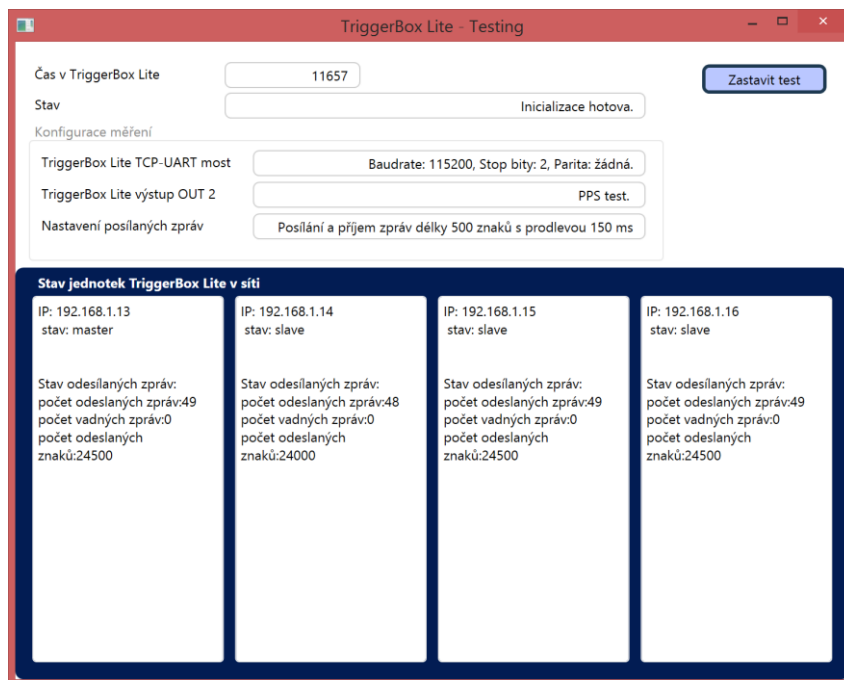 TriggerBox Lite - Testing
Čas v TriggerBox Lite
11657
Zastavit test
Stav
Inicializace hotova.
Konfigurace měření
TriggerBox Lite TCP-UART most
Baudrate: 115200, Stop bity: 2, Parita: žádná.
TriggerBox Lite výstup OUT 2
PPS test.
Nastavení posílaných zpráv
Posílání a příjem zpráv délky 500 znaků s prodlevou 150 ms
Stav jednotek TriggerBox Lite v síti
IP: 192.168.1.13
stav: master
Stav odesílaných zpráv:
počet odeslaných zpráv:49
počet vadných zpráv:0
počet odeslaných
znaků:24500
IP: 192.168.1.14
stav: slave
Stav odesílaných zpráv:
počet odeslaných zpráv:48
počet vadných zpráv:0
počet odeslaných
znaků:24000
IP: 192.168.1.15
stav: slave
Stav odesílaných zpráv:
počet odeslaných zpráv:49
počet vadných zpráv:0
počet odeslaných
znaků:24500
IP: 192.168.1.16
stav: slave
Stav odesílaných zpráv:
počet odeslaných zpráv:49
počet vadných zpráv:0
počet odeslaných
znaků:24500